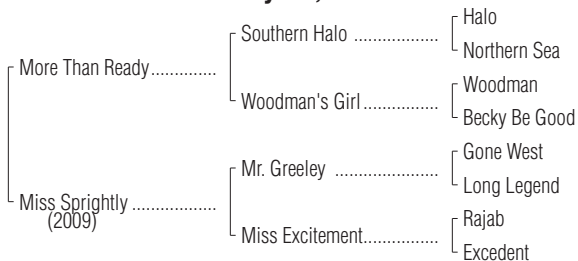 Halo
Southern Halo ..................
Northern Sea
More Than Ready..............
Woodman
Woodman's Girl ................
Becky Be Good
Gone West
Mr. Greeley ......................
Long Legend
Miss Sprightly ..................
(2009)
Rajab
Miss Excitement................
Excedent